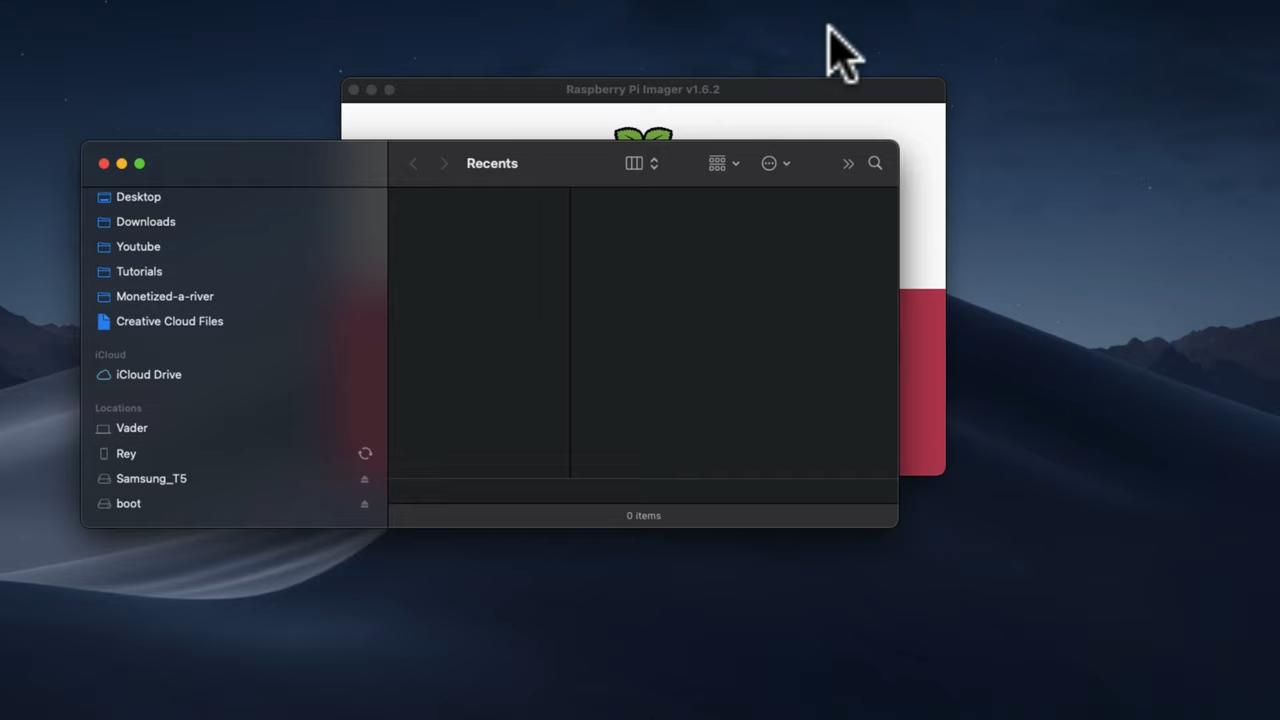 Raspberry Pi Imager v1.6.2
Recents
Desktop
Downloads
Youtube
Tutorials
Monetized-a-river
Creative Cloud Files
iCloud
iCloud Drive
Locations
Vader
Rey
Samsung_T5
boot
0 items